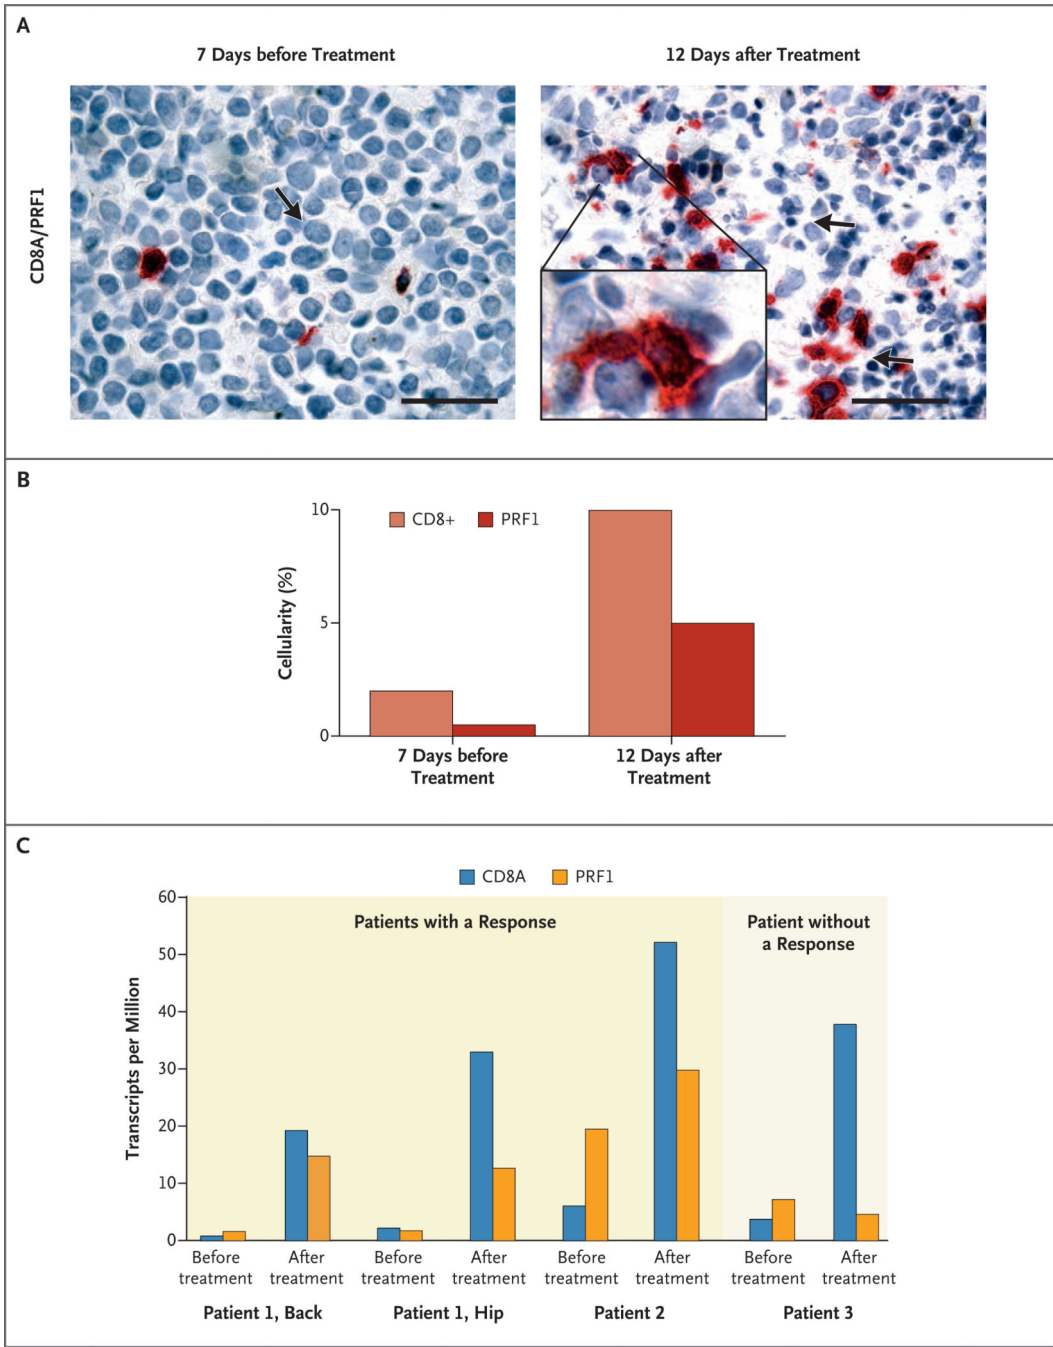 A
7 Days before Treatment
12 Days after Treatment
CD8A/PRF1
B
CD8+
PRF1
Cellularity (%)
10
5
0
7 Days before
Treatment
12 Days after
Treatment
C
CD8A
PRF1
Transcripts per Million
60
50
40
30
20
10
0
Patients with a Response
Patient without
a Response
Before
treatment
After
treatment
Before
treatment
After
treatment
Before
treatment
After
treatment
Before
treatment
After
treatment
Patient 1, Back
Patient 1, Hip
Patient 2
Patient 3